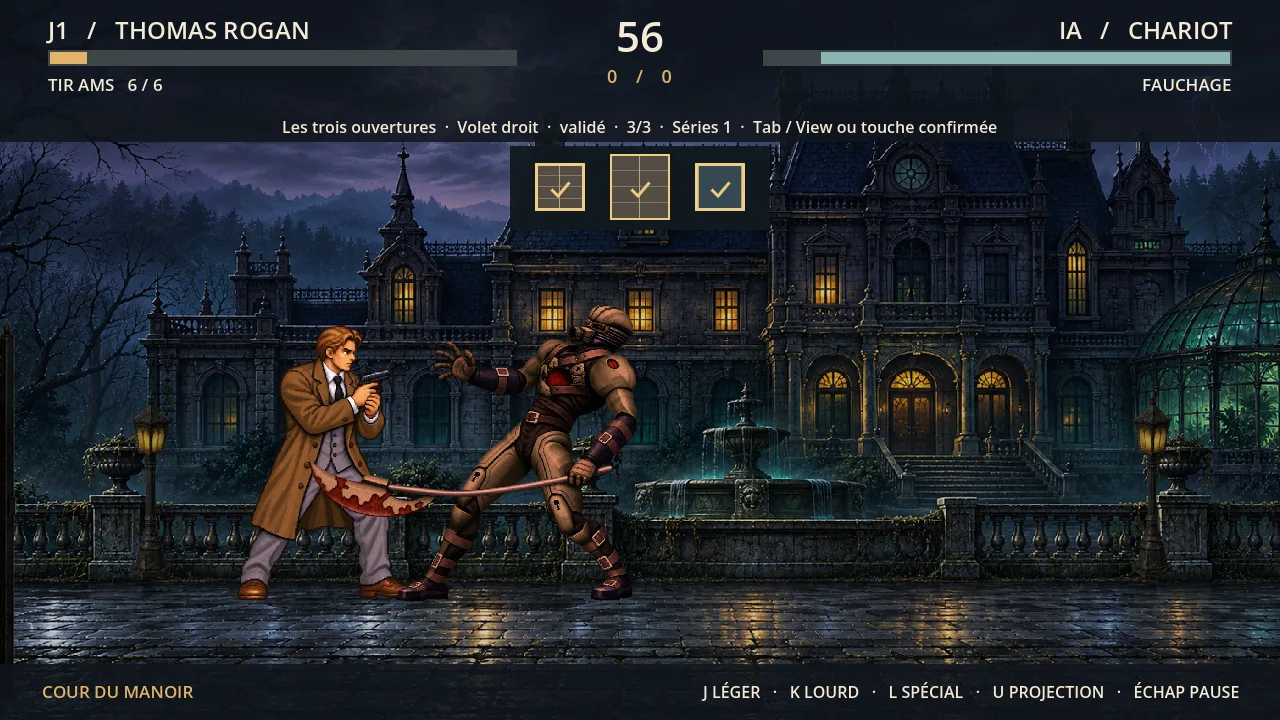 J1 / THOMAS ROGAN
56
IA / CHARIOT
0 / 0
TIR AMS 6 / 6
FAUCHAGE
Les trois ouvertures · Volet droit · validé · 3/3 · Séries 1 · Tab / View ou touche confirmée
COUR DU MANOIR
J LÉGER · K LOURD · L SPÉCIAL · U PROJECTION · ÉCHAP PAUSE